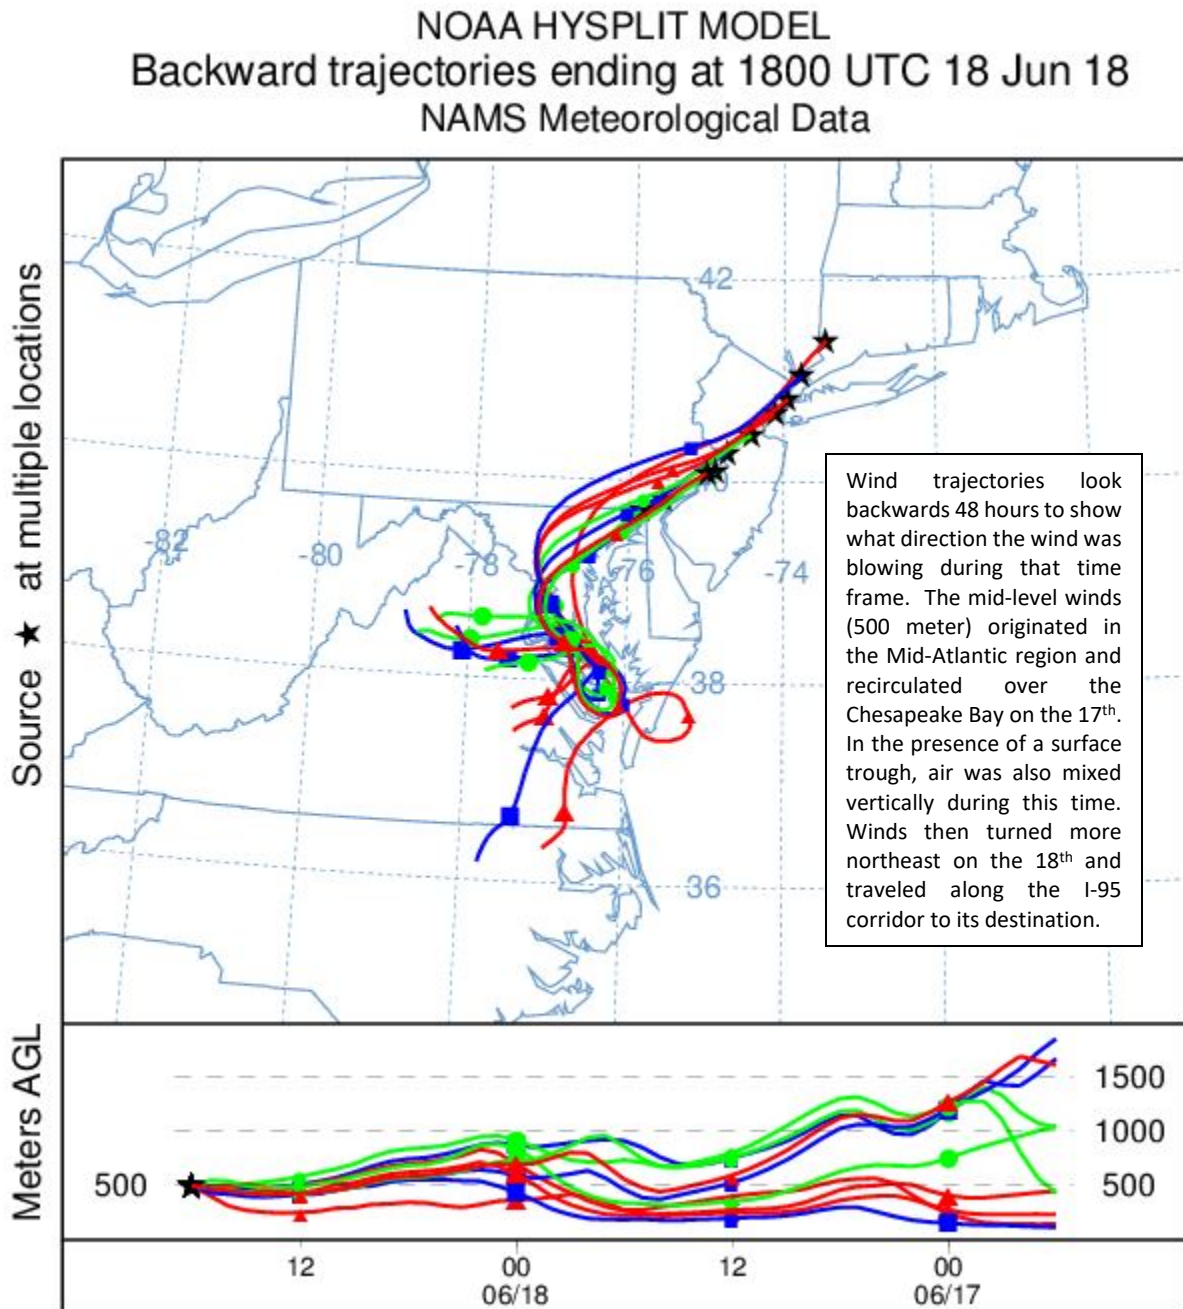 NOAA HYSPLIT MODEL
Backward trajectories ending at 1800 UTC 18 Jun 18
NAMS Meteorological Data
Source ★ at multiple locations
42
-82
-80
-78
-76
-74
38
36
Wind trajectories look
backwards 48 hours to show
what direction the wind was
blowing during that time
frame. The mid-level winds
(500 meter) originated in
the Mid-Atlantic region and
recirculated over the
Chesapeake Bay on the 17th.
In the presence of a surface
trough, air was also mixed
vertically during this time.
Winds then turned more
northeast on the 18th and
traveled along the I-95
corridor to its destination.
Meters AGL
500
1500
1000
500
12 00 12 00
06/18 06/17